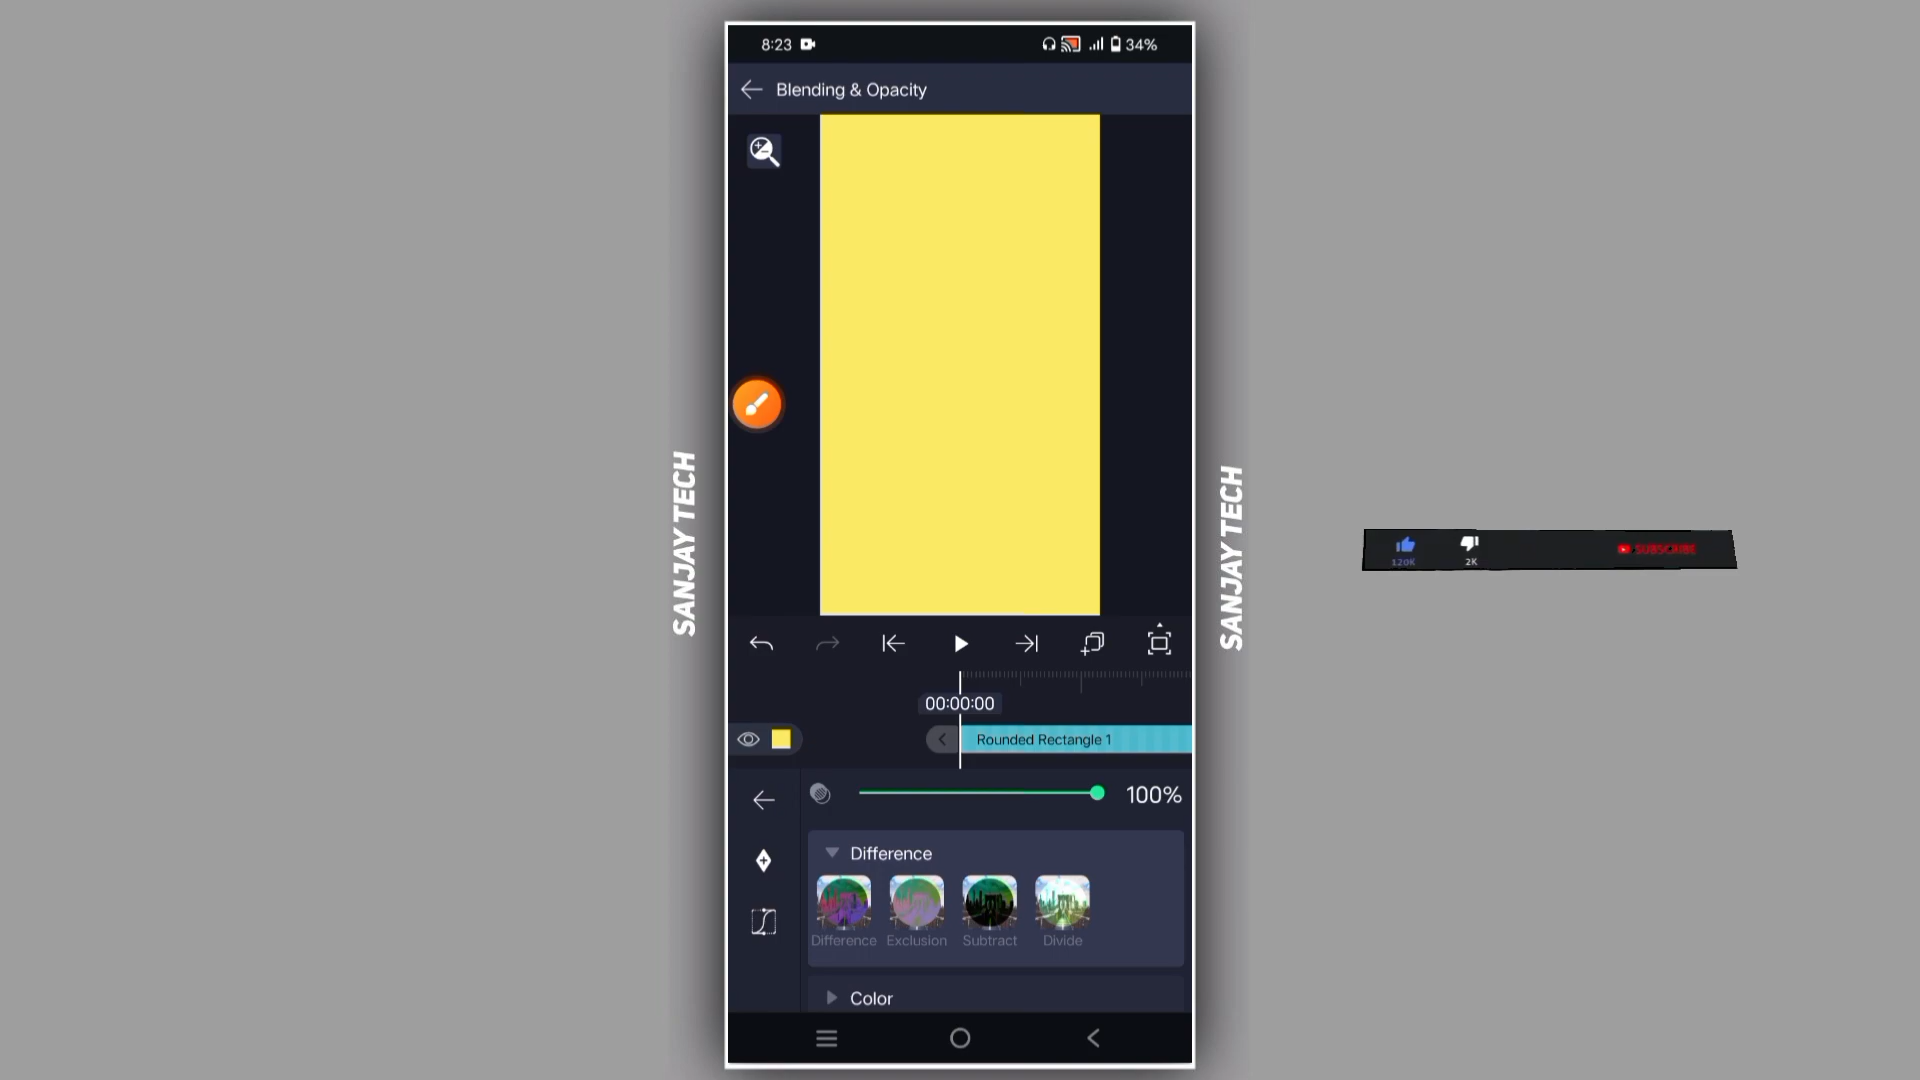 8:23
34%
Blending & Opacity
SANJAY TECH
SANJAY TECH
120K
2K
SUBSCRIBE
00:00:00
Rounded Rectangle 1
100%
Difference
Difference
Exclusion
Subtract
Divide
Color